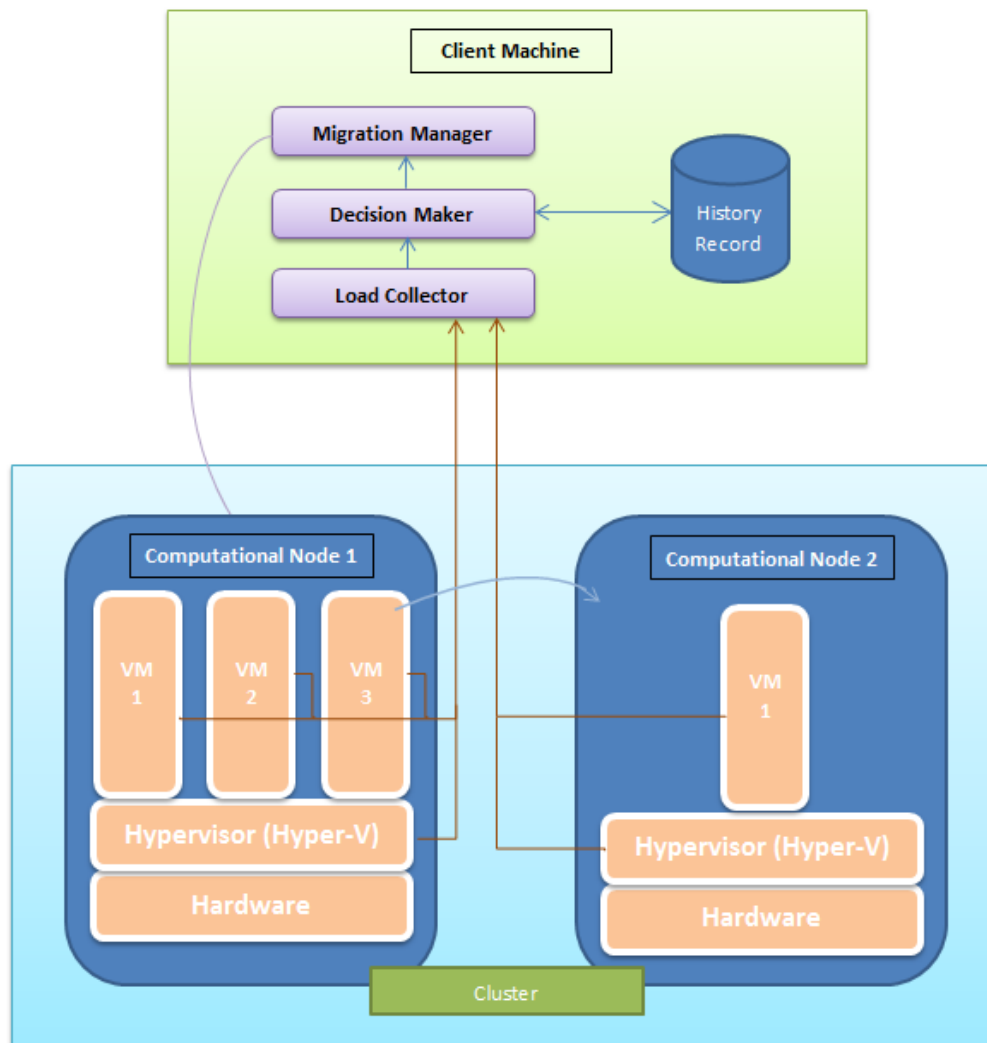 Client Machine
Migration Manager
Decision Maker
Load Collector
History
Record
Computational Node 1
VM
1
VM
2
VM
3
Hypervisor (Hyper-V)
Hardware
Computational Node 2
VM
1
Hypervisor (Hyper-V)
Hardware
Cluster